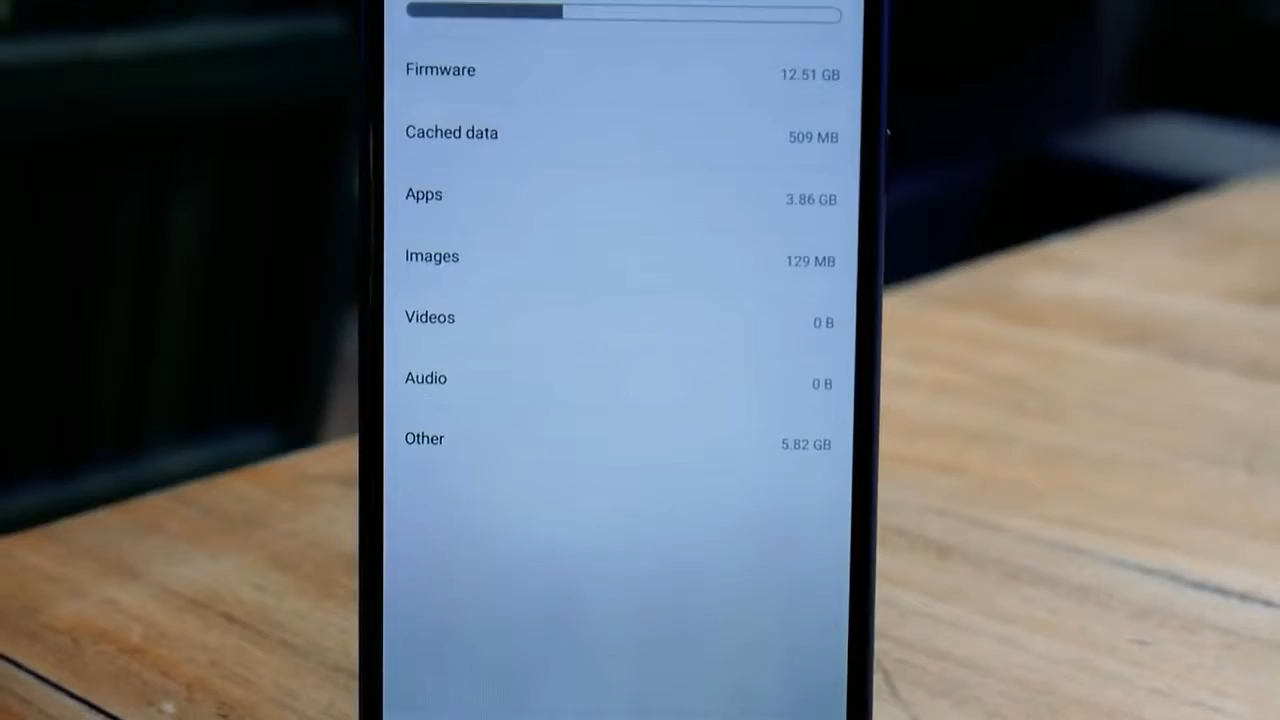 Firmware 12.51 GB
Cached data 509 MB
Apps 3.86 GB
Images 129 MB
Videos 0 B
Audio 0 B
Other 5.82 GB